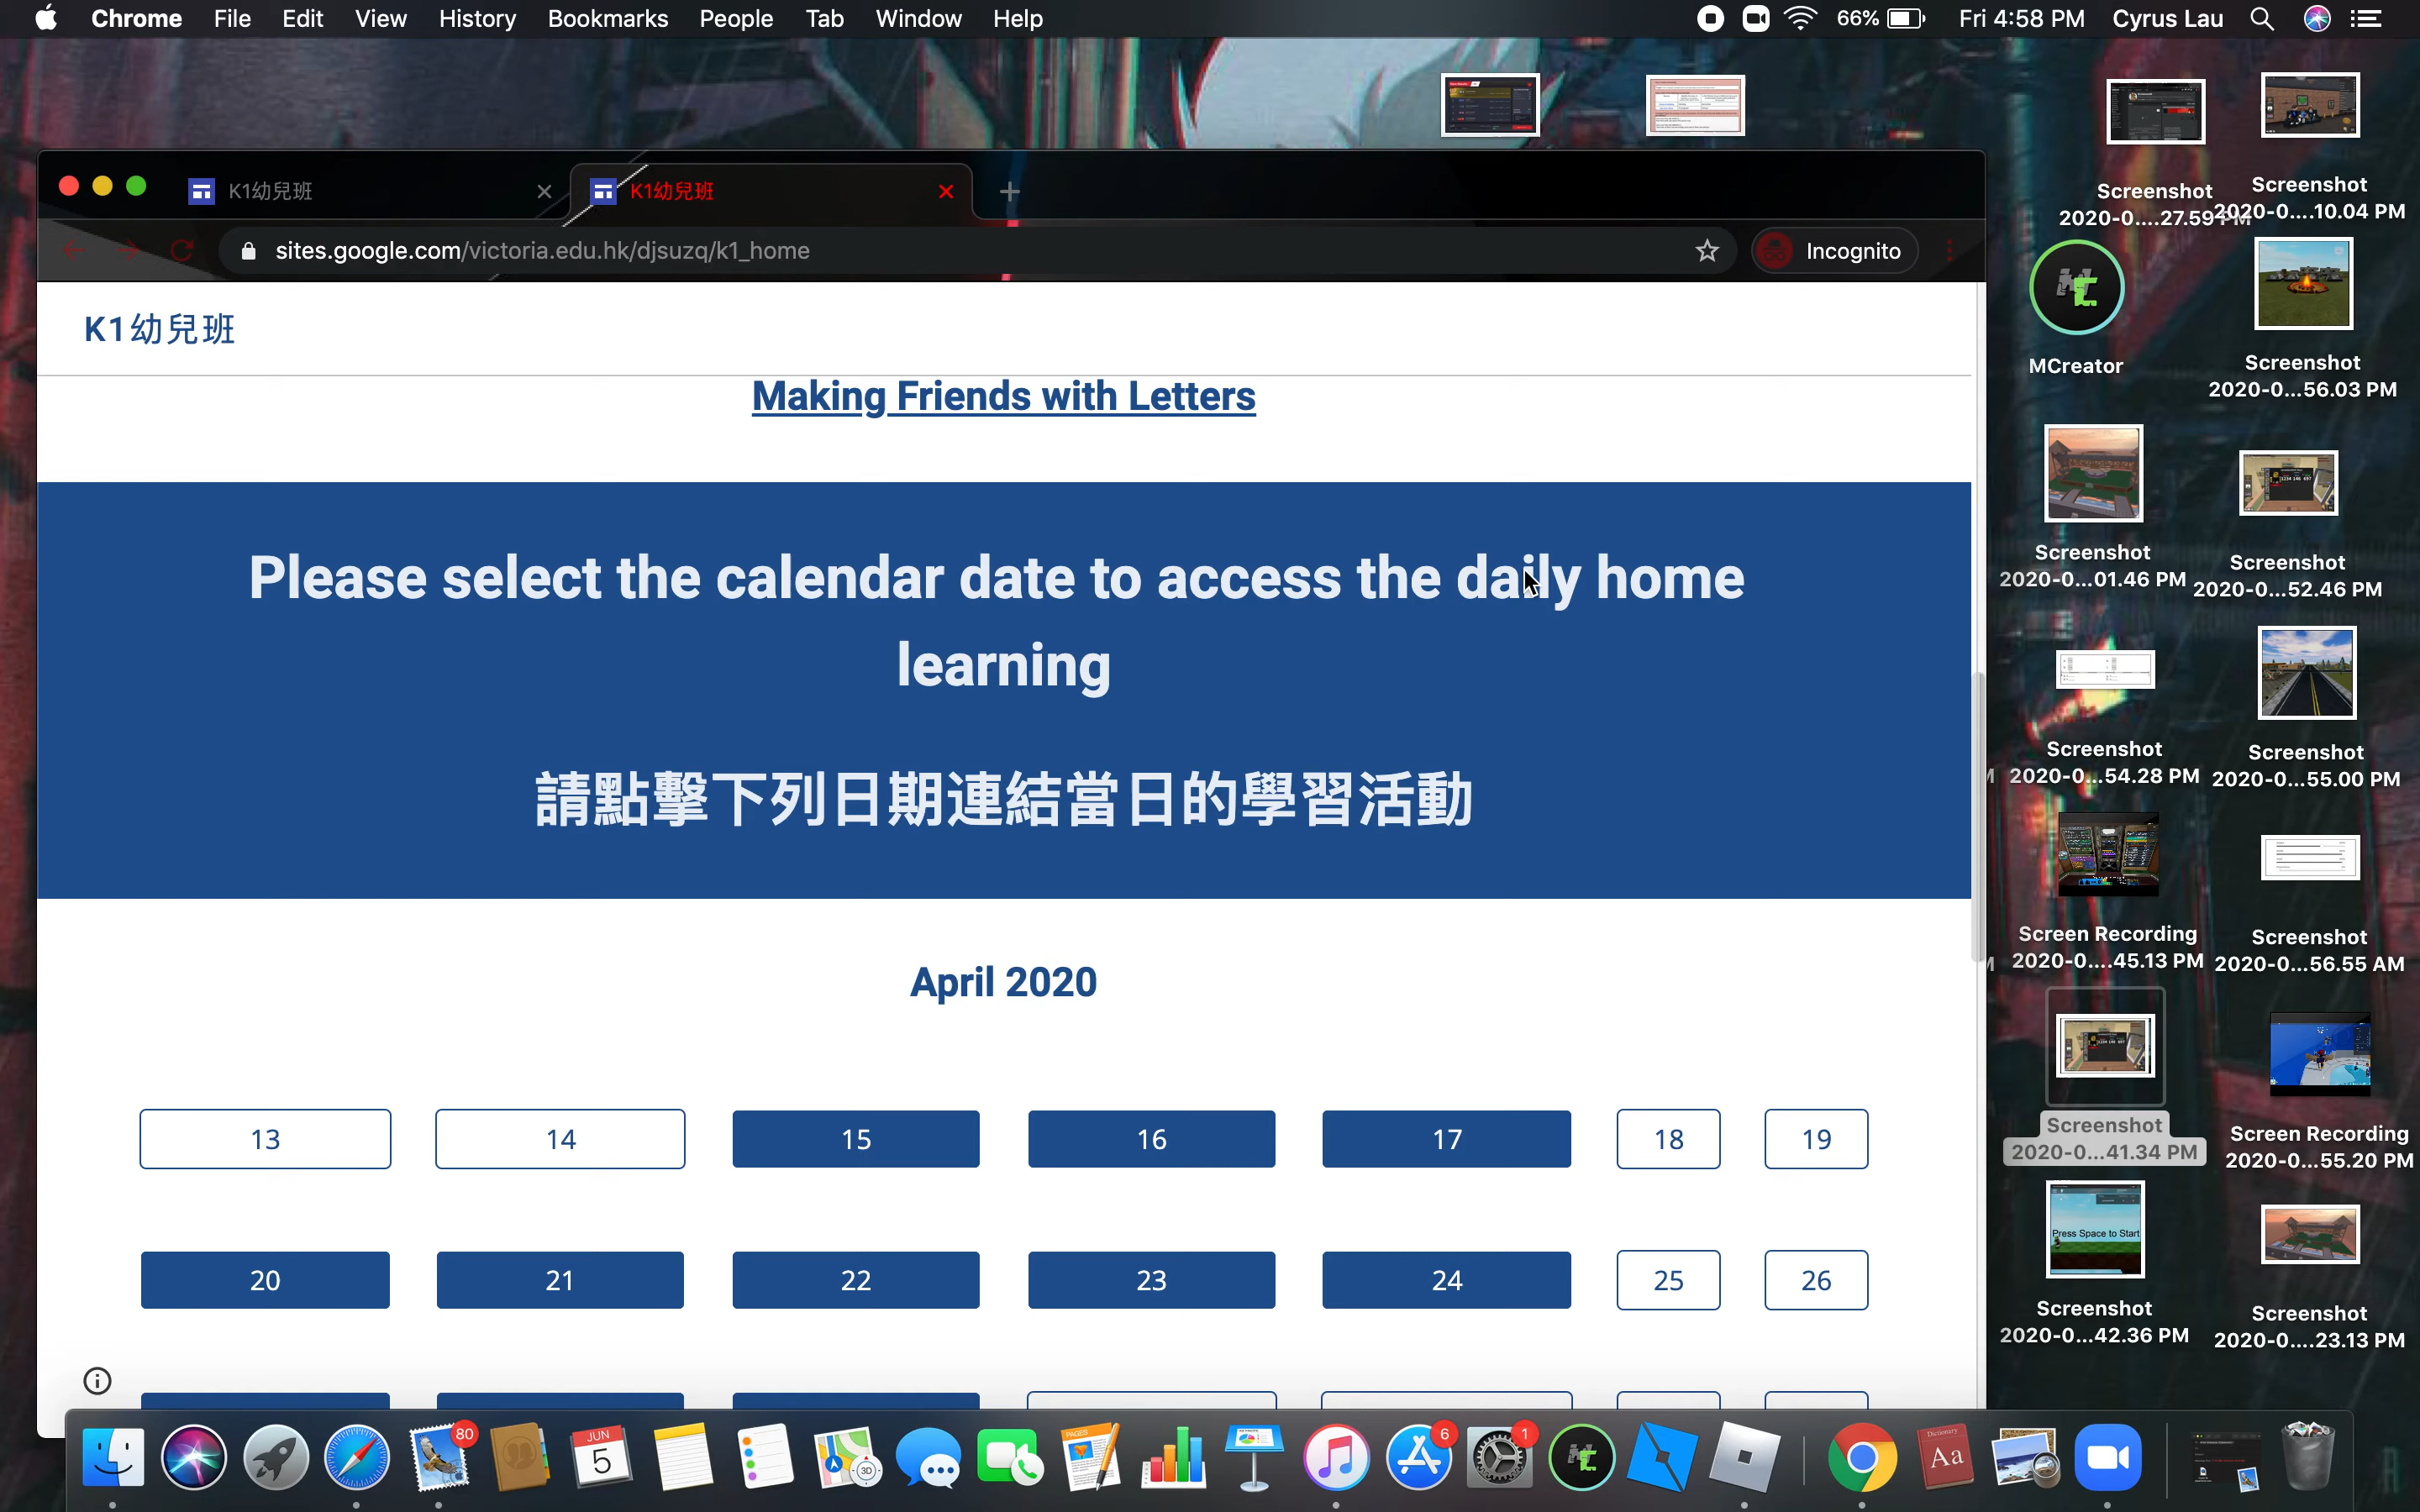 Chrome File Edit View History Bookmarks People Tab Window Help
66% Fri 4:58 PM Cyrus Lau
K1幼兒班
K1幼兒班
sites.google.com/victoria.edu.hk/djsuzq/k1_home
Incognito
K1幼兒班
Making Friends with Letters
Please select the calendar date to access the daily home
learning
請點擊下列日期連結當日的學習活動
April 2020
13 14 15 16 17 18 19
20 21 22 23 24 25 26
Screenshot
2020-0....27.59 PM
Screenshot
2020-0....10.04 PM
MCreator
Screenshot
2020-0...56.03 PM
Screenshot
2020-0...01.46 PM
Screenshot
2020-0...52.46 PM
Screenshot
2020-0...54.28 PM
Screenshot
2020-0...55.00 PM
Screen Recording
2020-0....45.13 PM
Screenshot
2020-0...56.55 AM
Screenshot
2020-0...41.34 PM
Screen Recording
2020-0...55.20 PM
Press Space to Start
Screenshot
2020-0...42.36 PM
Screenshot
2020-0....23.13 PM
80
JUN
5
3D
PAGES
6
1
Dictionary
Aa